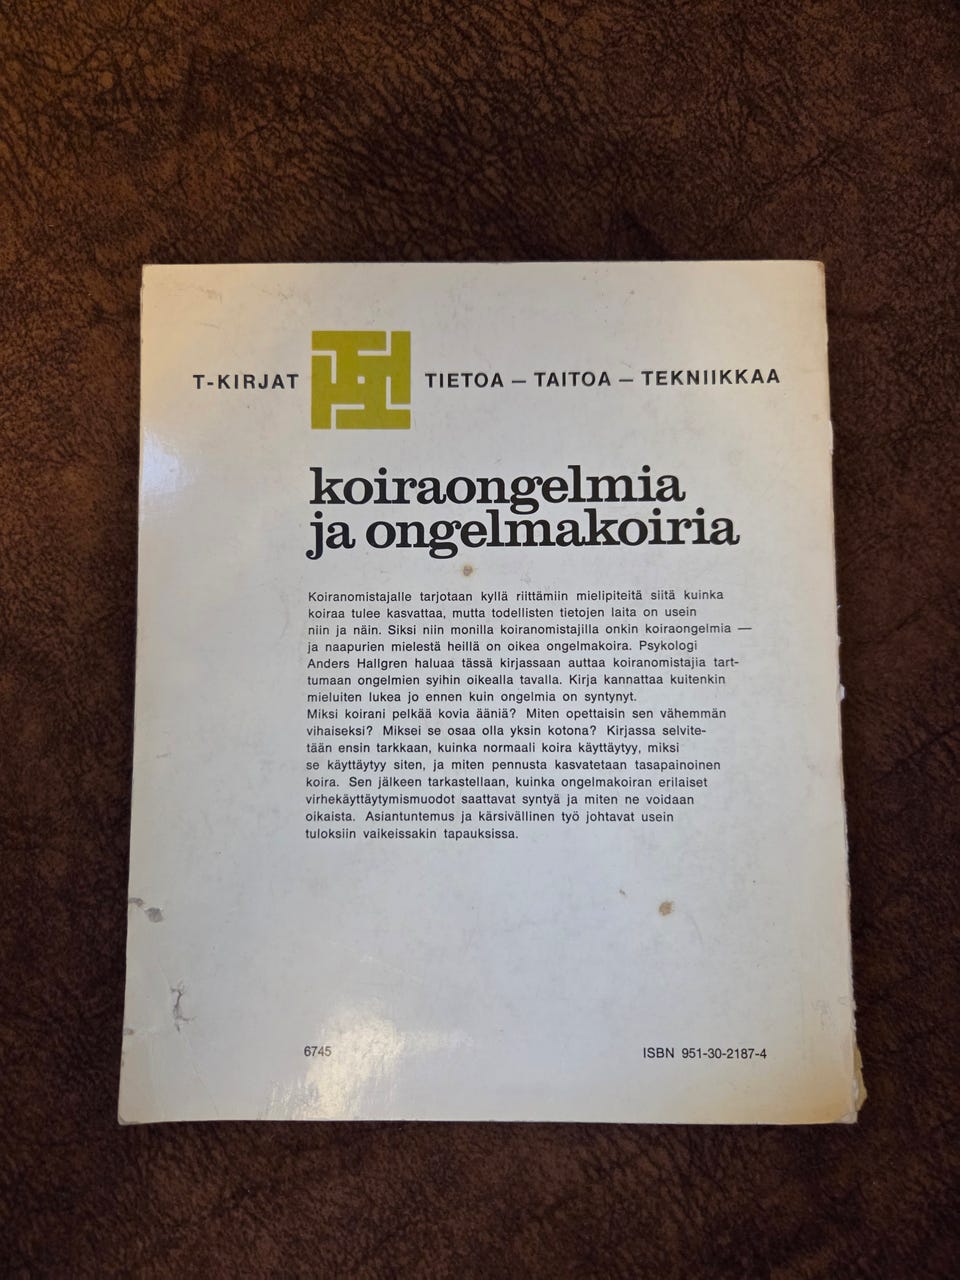 T-KIRJAT TIETOA — TAITOA — TEKNIIKKAA
koiraongelmia
ja ongelmakoiria
Koiranomistajalle tarjotaan kyllä riittämiin mielipiteitä siitä kuinka
koiraa tulee kasvattaa, mutta todellisten tietojen laita on usein
niin ja näin. Siksi niin monilla koiranomistajilla onkin koiraongelmia —
ja naapurien mielestä heillä on oikea ongelmakoira. Psykologi
Anders Hallgren haluaa tässä kirjassaan auttaa koiranomistajia tart-
tumaan ongelmien syihin oikealla tavalla. Kirja kannattaa kuitenkin
mieluiten lukea jo ennen kuin ongelmia on syntynyt.
Miksi koirani pelkää kovia ääniä? Miten opettaisin sen vähemmän
vihaiseksi? Miksei se osaa olla yksin kotona? Kirjassa selvite-
tään ensin tarkkaan, kuinka normaali koira käyttäytyy, miksi
se käyttäytyy siten, ja miten pennusta kasvatetaan tasapainoinen
koira. Sen jälkeen tarkastellaan, kuinka ongelmakoiran erilaiset
virhekäyttäytymismuodot saattavat syntyä ja miten ne voidaan
oikaista. Asiantuntemus ja kärsivällinen työ johtavat usein
tuloksiin vaikeissakin tapauksissa.
6745 ISBN 951-30-2187-4